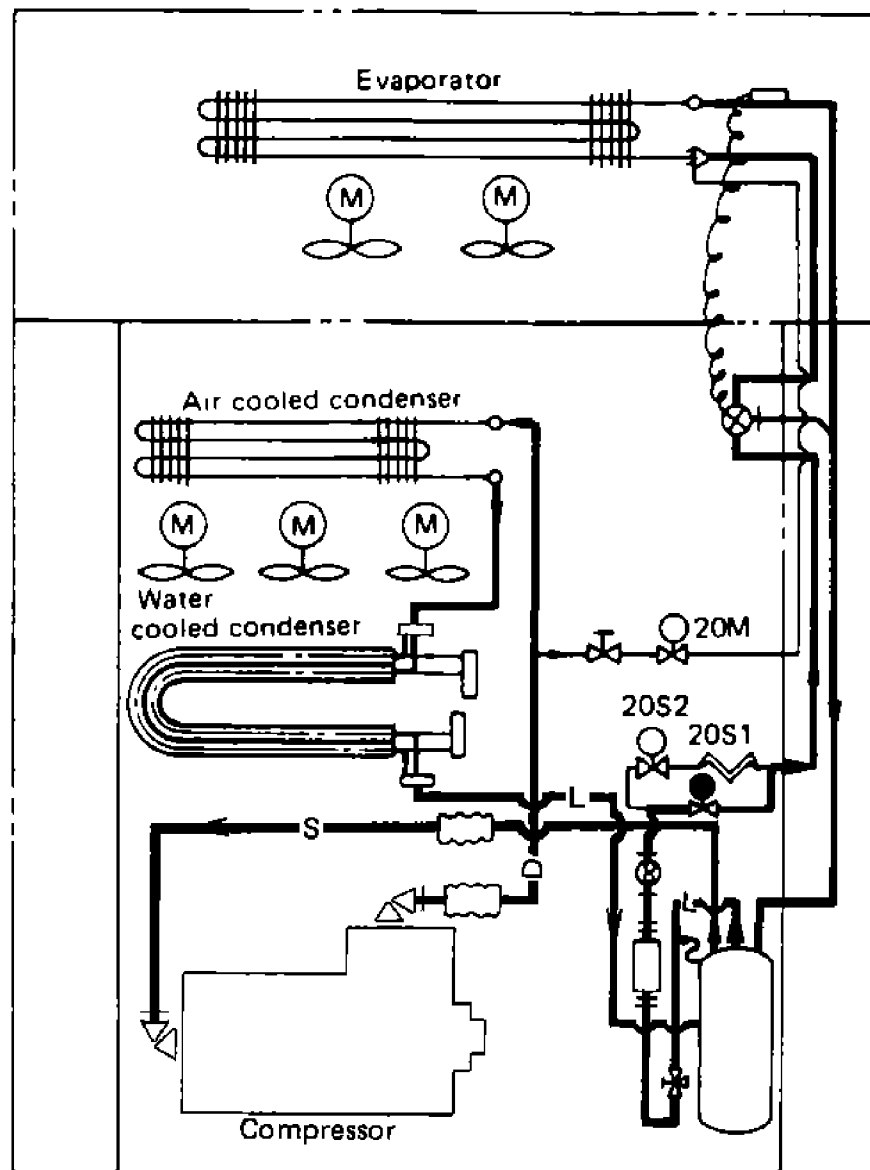 Evaporator
M
M
Air cooled condenser
M
M
M
Water
cooled condenser
20M
20S2
20S1
L
S
D
L
Compressor